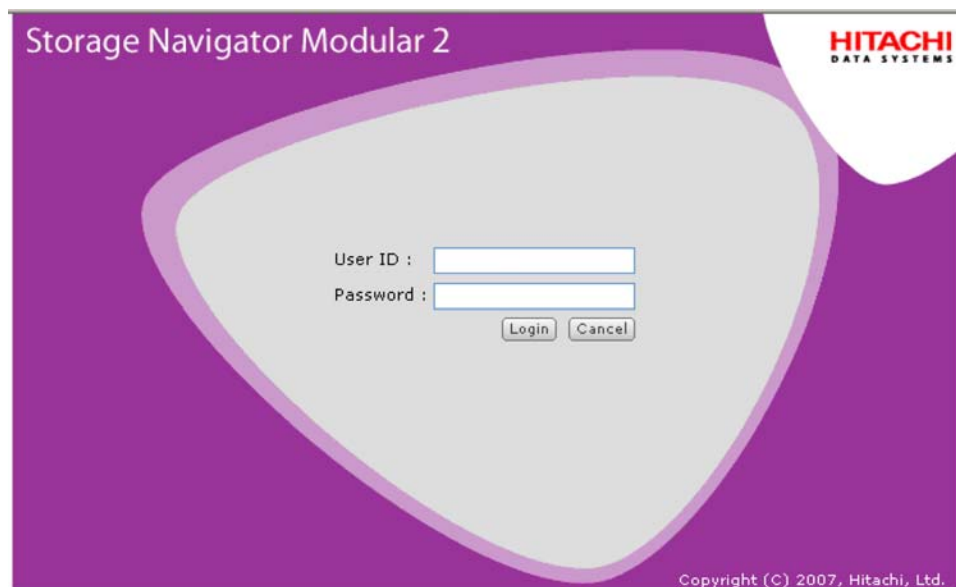 Storage Navigator Modular 2
HITACHI
DATA SYSTEMS
User ID :
Password :
Login Cancel
Copyright (C) 2007, Hitachi, Ltd.